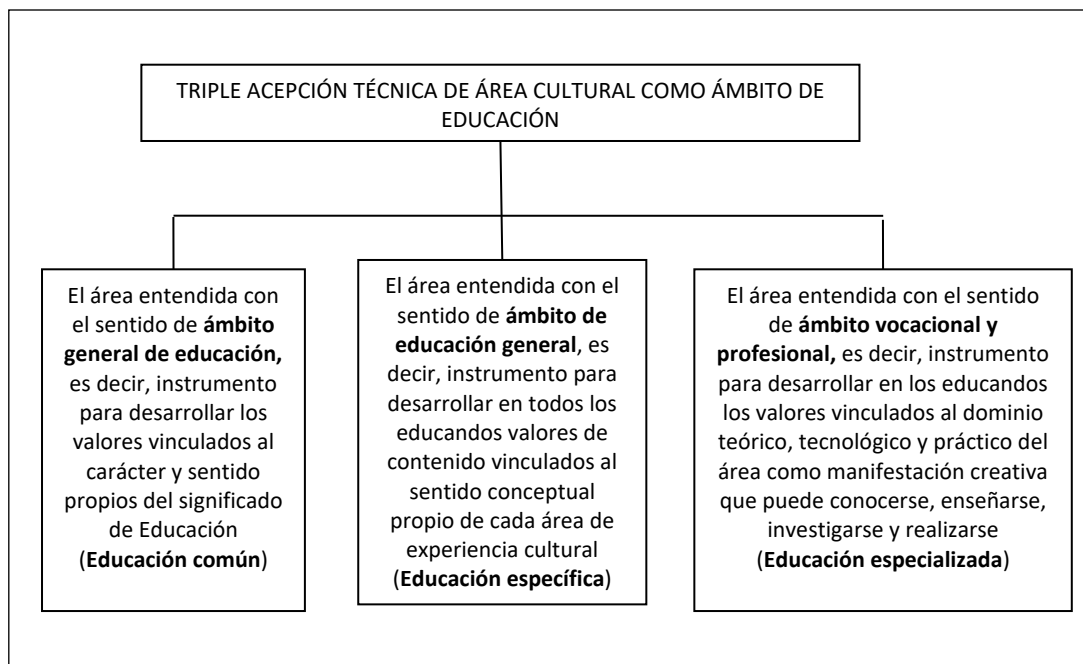 TRIPLE ACEPCIÓN TÉCNICA DE ÁREA CULTURAL COMO ÁMBITO DE
EDUCACIÓN
El área entendida con
el sentido de ámbito
general de educación,
es decir, instrumento
para desarrollar los
valores vinculados al
carácter y sentido
propios del significado
de Educación
(Educación común)
El área entendida con el
sentido de ámbito de
educación general, es
decir, instrumento para
desarrollar en todos los
educandos valores de
contenido vinculados al
sentido conceptual
propio de cada área de
experiencia cultural
(Educación específica)
El área entendida con el sentido
de ámbito vocacional y
profesional, es decir, instrumento
para desarrollar en los educandos
los valores vinculados al dominio
teórico, tecnológico y práctico del
área como manifestación creativa
que puede conocerse, enseñarse,
investigarse y realizarse
(Educación especializada)